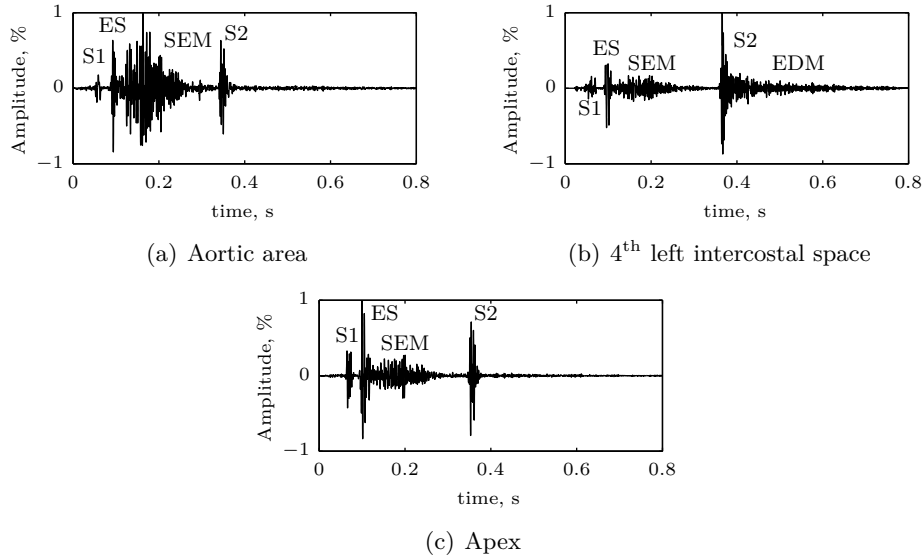 1
ES
SEM
S2
S1
0
−1
Amplitude, %
0 0.2 0.4 0.6 0.8
time, s
(a) Aortic area
1
S2
ES
SEM
EDM
0
S1
−1
Amplitude, %
0 0.2 0.4 0.6 0.8
time, s
(b) 4th left intercostal space
1
ES
S2
S1
SEM
0
−1
Amplitude, %
0 0.2 0.4 0.6 0.8
time, s
(c) Apex